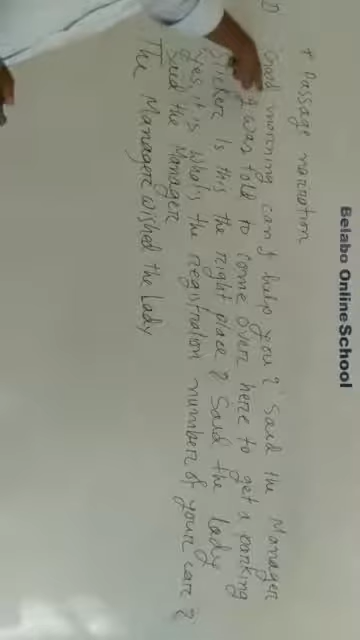 Belabo Online School
* Passage narration
1) Good morning can I help you? said the Manager
I was told to come over here to get a parking
sticker Is this the right place? Said the lady
Yes, it is what's the registration number of your car?
Said the Manager
The Manager wished the lady